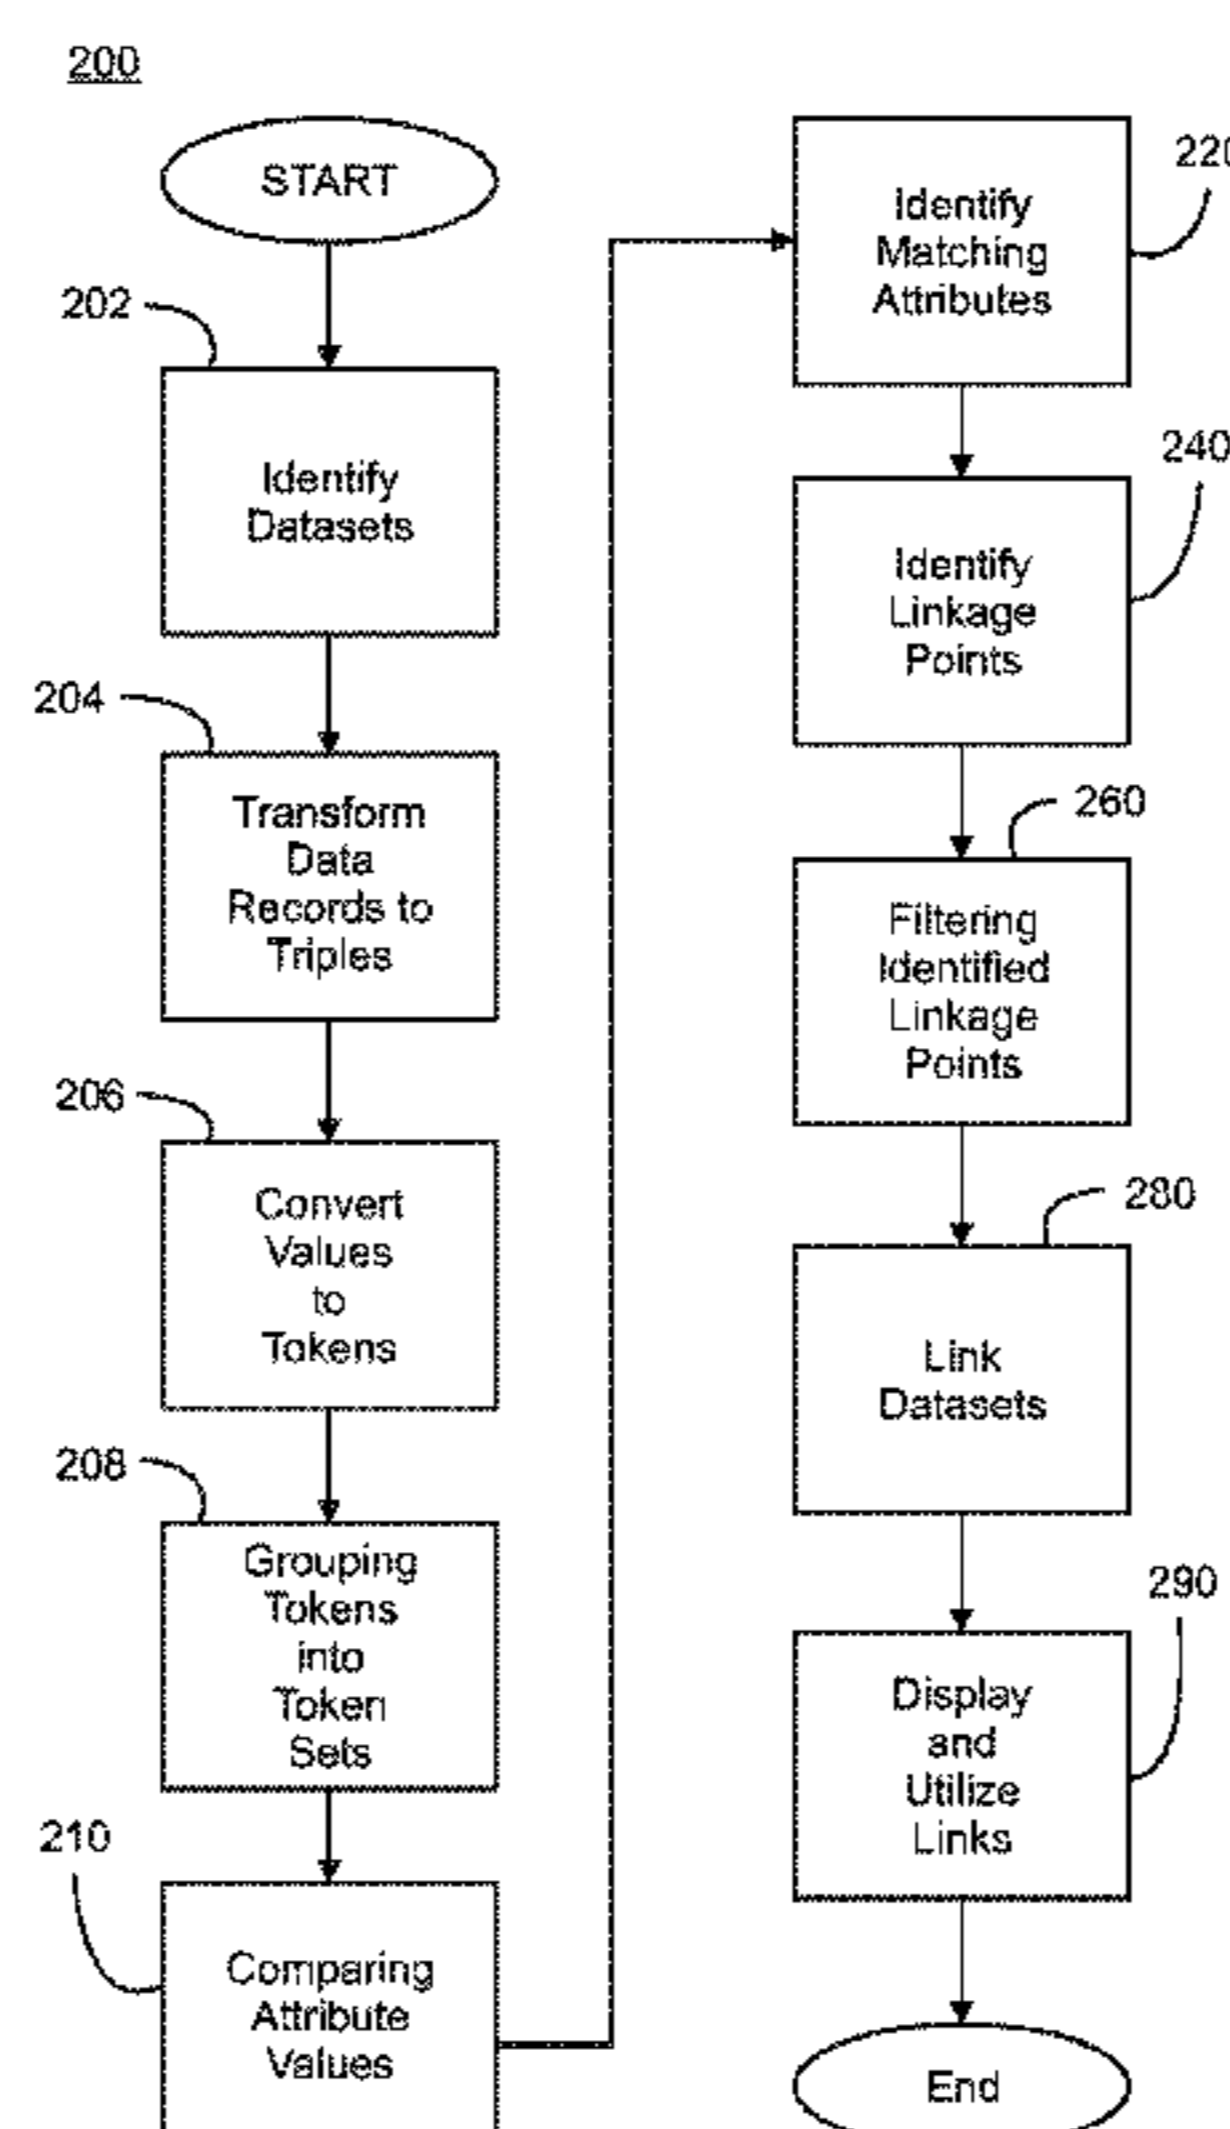 200
START
202
Identify
Datasets
204
Transform
Data
Records to
Triples
206
Convert
Values
to
Tokens
208
Grouping
Tokens
into
Token
Sets
210
Comparing
Attribute
Values
220
Identify
Matching
Attributes
240
Identify
Linkage
Points
260
Filtering
Identified
Linkage
Points
280
Link
Datasets
290
Display
and
Utilize
Links
End